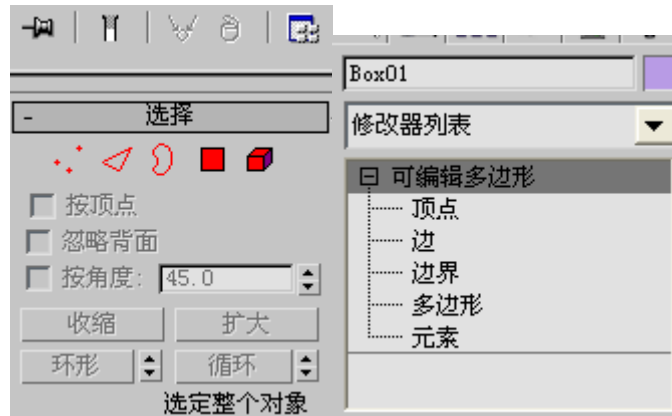 - 选择
按顶点
忽略背面
按角度: 45.0
收缩 扩大
环形 循环
选定整个对象
Box01
修改器列表
可编辑多边形
顶点
边
边界
多边形
元素